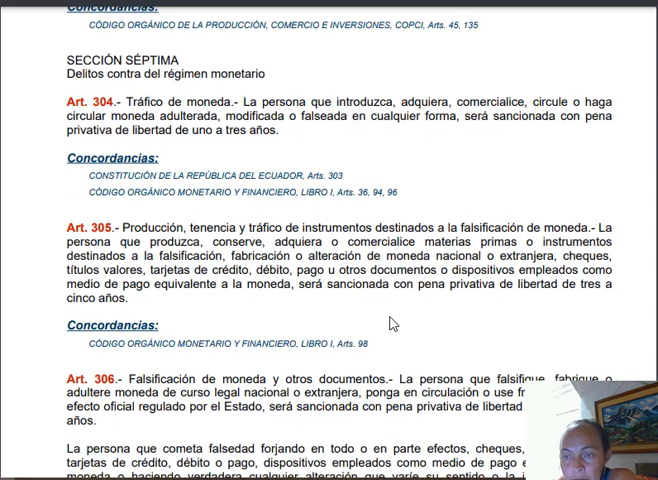 Concordancias:
CÓDIGO ORGÁNICO DE LA PRODUCCIÓN, COMERCIO E INVERSIONES, COPCI, Arts. 45, 135
SECCIÓN SÉPTIMA
Delitos contra del régimen monetario
Art. 304.- Tráfico de moneda.- La persona que introduzca, adquiera, comercialice, circule o haga
circular moneda adulterada, modificada o falseada en cualquier forma, será sancionada con pena
privativa de libertad de uno a tres años.
Concordancias:
CONSTITUCIÓN DE LA REPÚBLICA DEL ECUADOR, Arts. 303
CÓDIGO ORGÁNICO MONETARIO Y FINANCIERO, LIBRO I, Arts. 36, 94, 96
Art. 305.- Producción, tenencia y tráfico de instrumentos destinados a la falsificación de moneda.- La
persona que produzca, conserve, adquiera o comercialice materias primas o instrumentos
destinados a la falsificación, fabricación o alteración de moneda nacional o extranjera, cheques,
títulos valores, tarjetas de crédito, débito, pago u otros documentos o dispositivos empleados como
medio de pago equivalente a la moneda, será sancionada con pena privativa de libertad de tres a
cinco años.
Concordancias:
CÓDIGO ORGÁNICO MONETARIO Y FINANCIERO, LIBRO I, Arts. 98
Art. 306.- Falsificación de moneda y otros documentos.- La persona que falsifique, fabrique o
adultere moneda de curso legal nacional o extranjera, ponga en circulación o use
efecto oficial regulado por el Estado, será sancionada con pena privativa de libertad
años.
La persona que cometa falsedad forjando en todo o en parte efectos, cheques,
tarjetas de crédito, débito o pago, dispositivos empleados como medio de pago
moneda o haciendo verdadera cualquier alteración que varíe su sentido o la